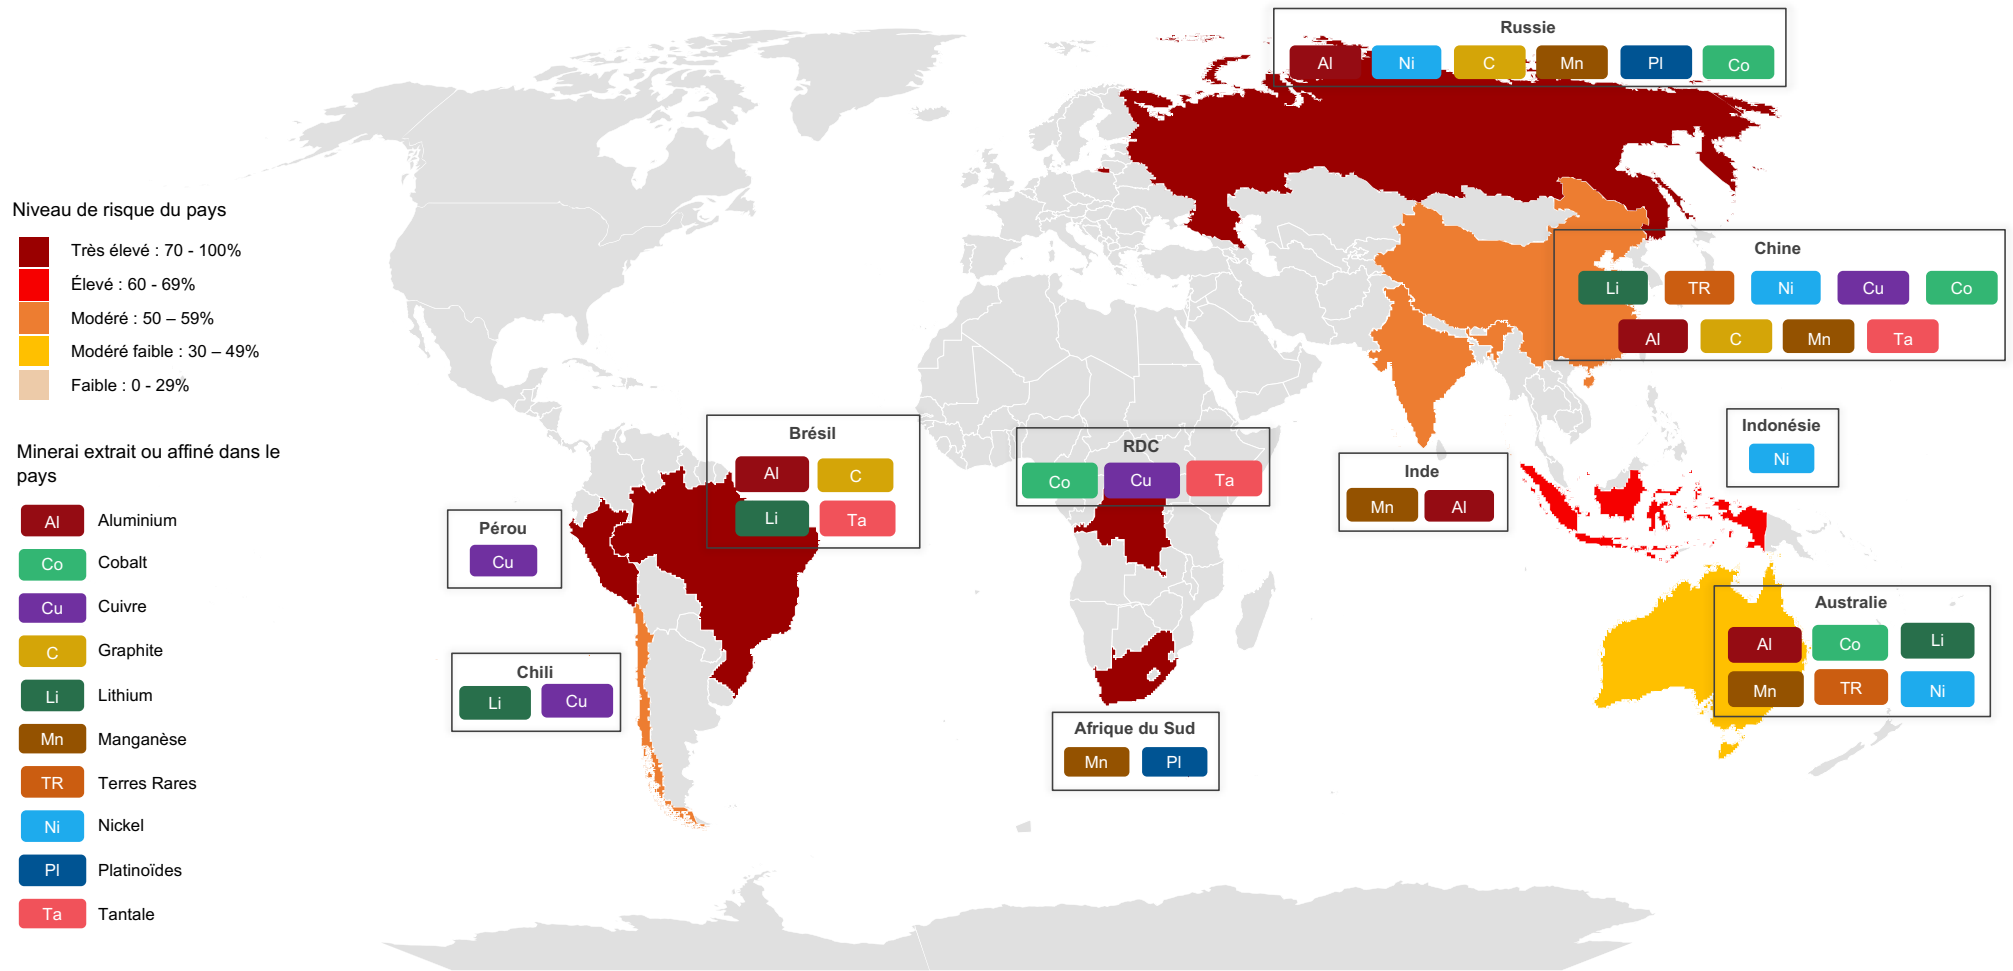 Niveau de risque du pays
Très élevé : 70 - 100%
Élevé : 60 - 69%
Modéré : 50 – 59%
Modéré faible : 30 – 49%
Faible : 0 - 29%
Minerai extrait ou affiné dans le
pays
Al Aluminium
Co Cobalt
Cu Cuivre
C Graphite
Li Lithium
Mn Manganèse
TR Terres Rares
Ni Nickel
Pl Platinoïdes
Ta Tantale
Russie
Al Ni C Mn Pl Co
Chine
Li TR Ni Cu Co
Al C Mn Ta
Brésil
Al C
Li Ta
RDC
Co Cu Ta
Inde
Mn Al
Indonésie
Ni
Pérou
Cu
Chili
Li Cu
Afrique du Sud
Mn Pl
Australie
Al Co Li
Mn TR Ni